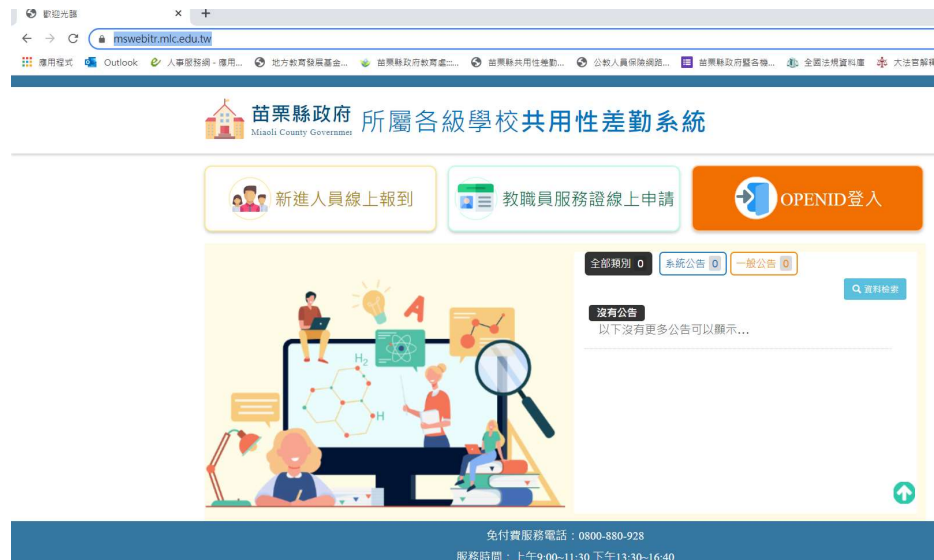 歡迎光臨
mswebitr.mlc.edu.tw
應用程式 Outlook 人事服務網 - 應用... 地方教育發展基金... 苗栗縣政府教育處::... 苗栗縣共用性差勤... 公教人員保險網路... 苗栗縣政府暨各機... 全國法規資料庫 大法官解釋
苗栗縣政府
Miaoli County Governmen
所屬各級學校共用性差勤系統
新進人員線上報到 教職員服務證線上申請 OPENID登入
全部類別 0 系統公告 0 一般公告 0
資料檢索
沒有公告
以下沒有更多公告可以顯示...
A
H2
H
免付費服務電話：0800-880-928
服務時間：上午9:00~11:30 下午13:30~16:40